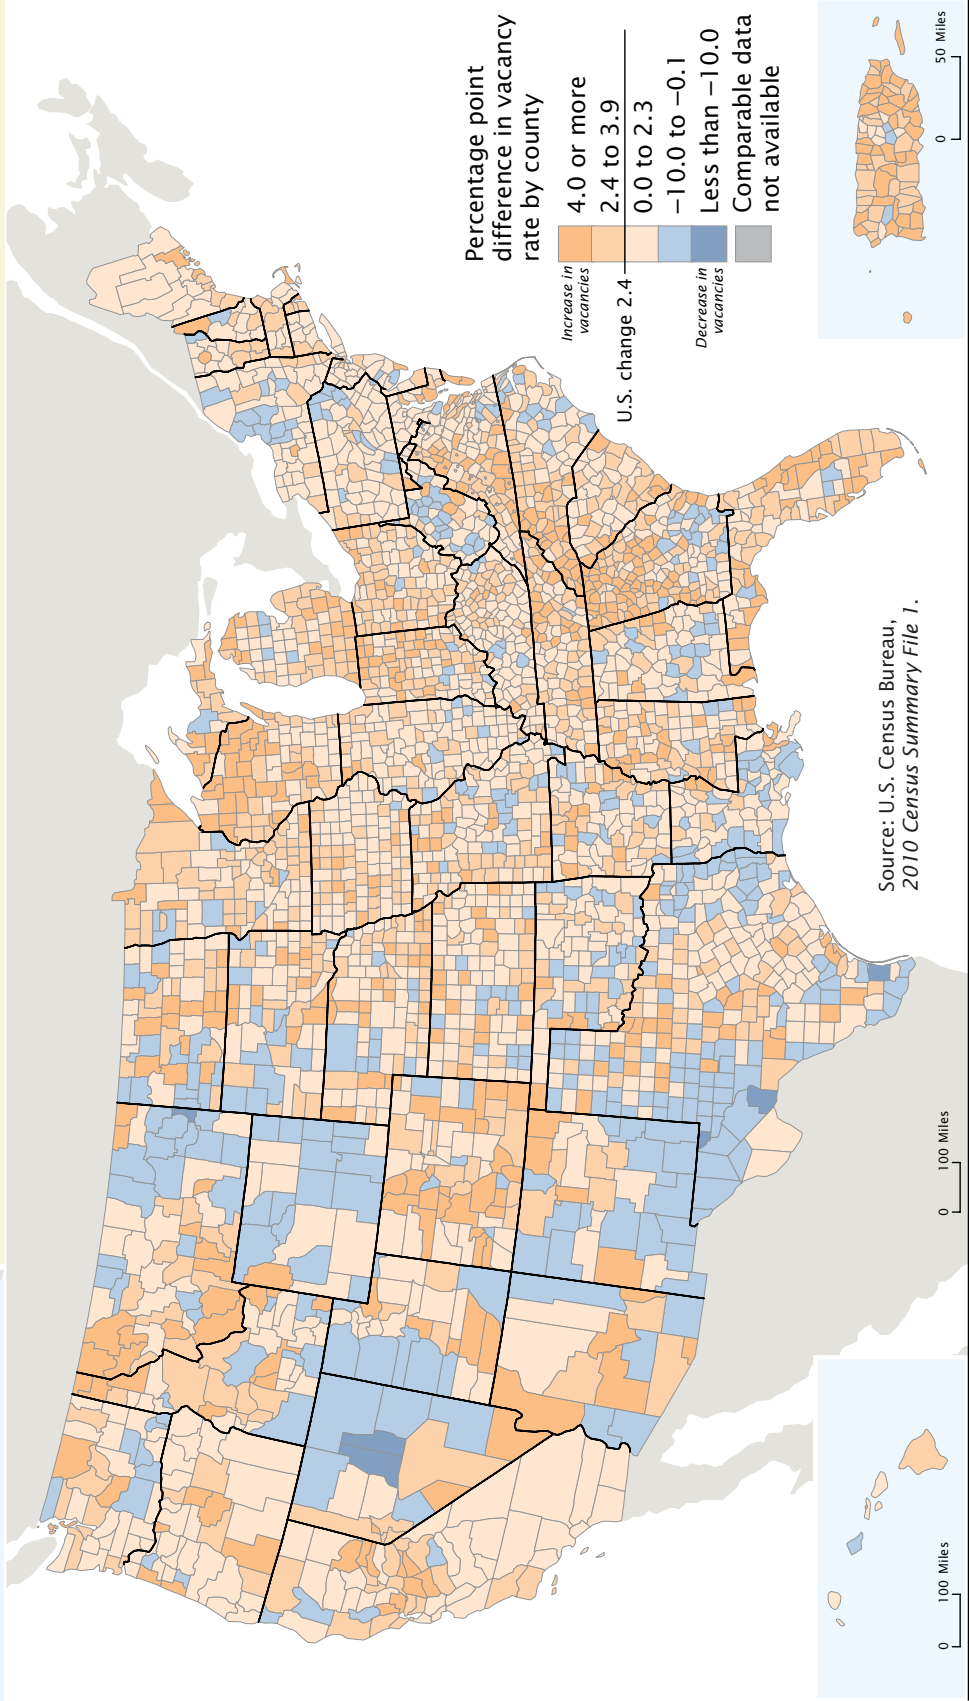 Percentage point
difference in vacancy
rate by county
Increase in
vacancies
4.0 or more
2.4 to 3.9
U.S. change 2.4
0.0 to 2.3
−10.0 to −0.1
Decrease in
vacancies
Less than −10.0
Comparable data
not available
Source: U.S. Census Bureau,
2010 Census Summary File 1.
0 100 Miles
0 100 Miles
0 50 Miles